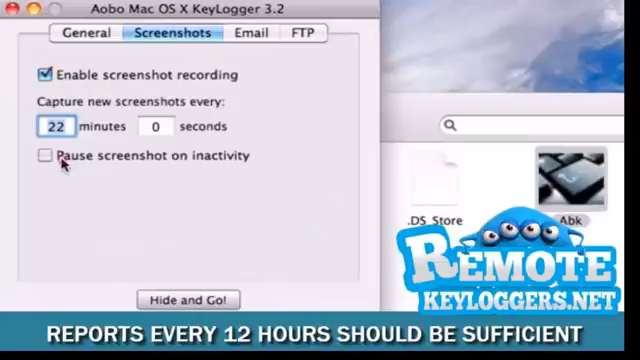 Aobo Mac OS X KeyLogger 3.2
General Screenshots Email FTP
Enable screenshot recording
Capture new screenshots every:
22 minutes 0 seconds
Pause screenshot on inactivity
.DS_Store
Abk
REMOTE
KEYLOGGERS.NET
Hide and Go!
REPORTS EVERY 12 HOURS SHOULD BE SUFFICIENT